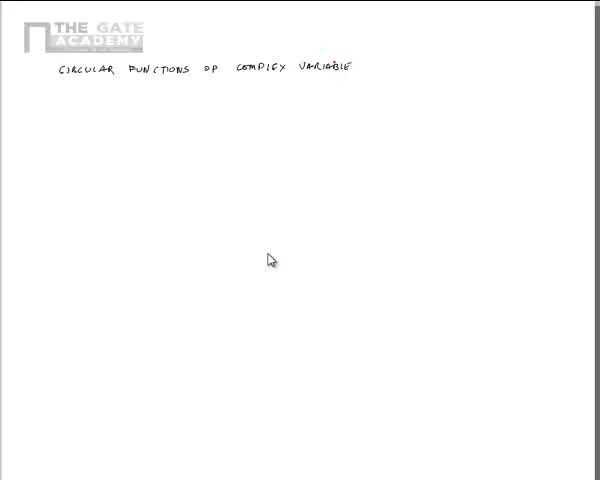 THE GATE
ACADEMY
CIRCULAR FUNCTIONS OF COMPLEX VARIABLE